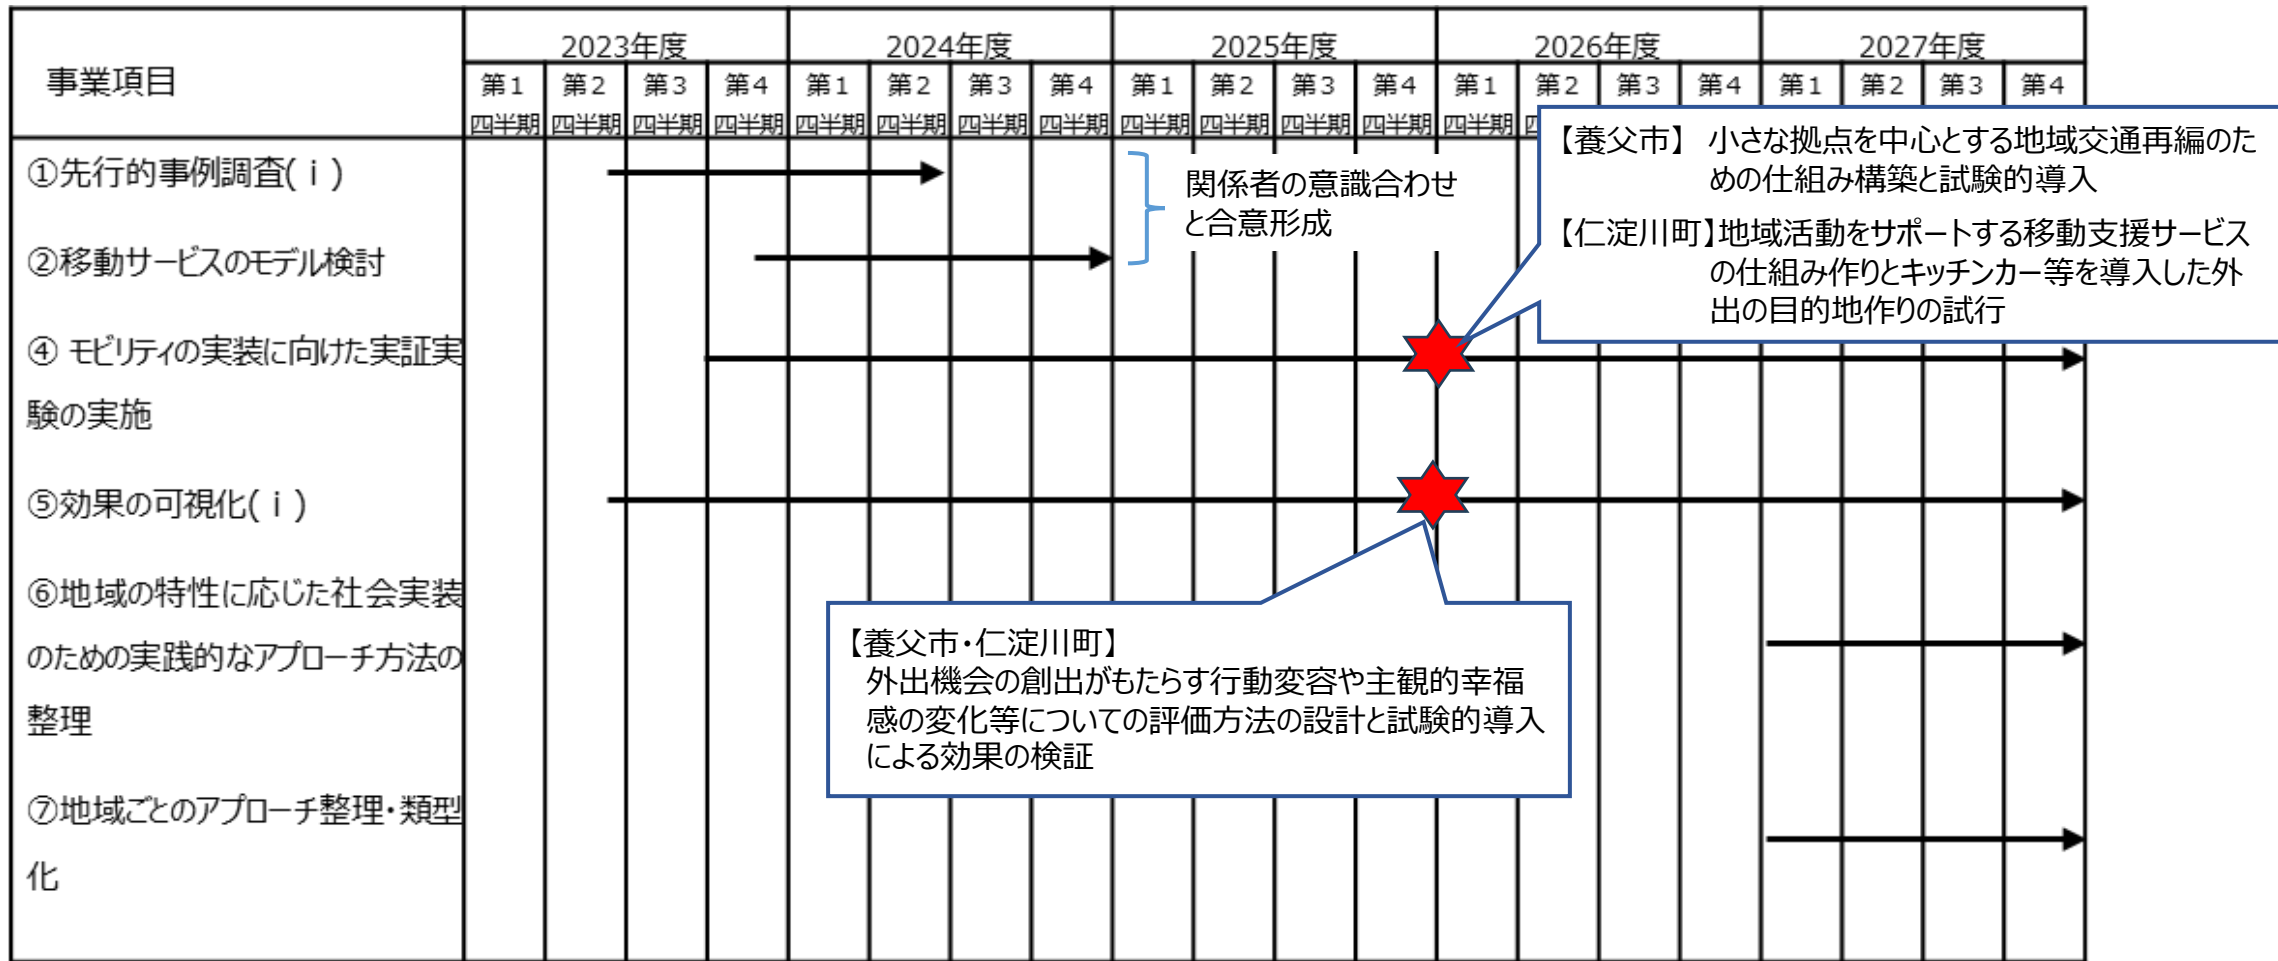 事業項目
2023年度 2024年度 2025年度 2026年度 2027年度
第1 第2 第3 第4 第1 第2 第3 第4 第1 第2 第3 第4 第1 第2 第3 第4 第1 第2 第3 第4
四半期 四半期 四半期 四半期 四半期 四半期 四半期 四半期 四半期 四半期 四半期 四半期 四半期
①先行的事例調査(ⅰ)
②移動サービスのモデル検討
関係者の意識合わせ
と合意形成
【養父市】 小さな拠点を中心とする地域交通再編のた
めの仕組み構築と試験的導入
【仁淀川町】地域活動をサポートする移動支援サービス
の仕組み作りとキッチンカー等を導入した外
出の目的地作りの試行
④ モビリティの実装に向けた実証実
験の実施
⑤効果の可視化(ⅰ)
⑥地域の特性に応じた社会実装
のための実践的なアプローチ方法の
整理
【養父市・仁淀川町】
外出機会の創出がもたらす行動変容や主観的幸福
感の変化等についての評価方法の設計と試験的導入
による効果の検証
⑦地域ごとのアプローチ整理・類型
化